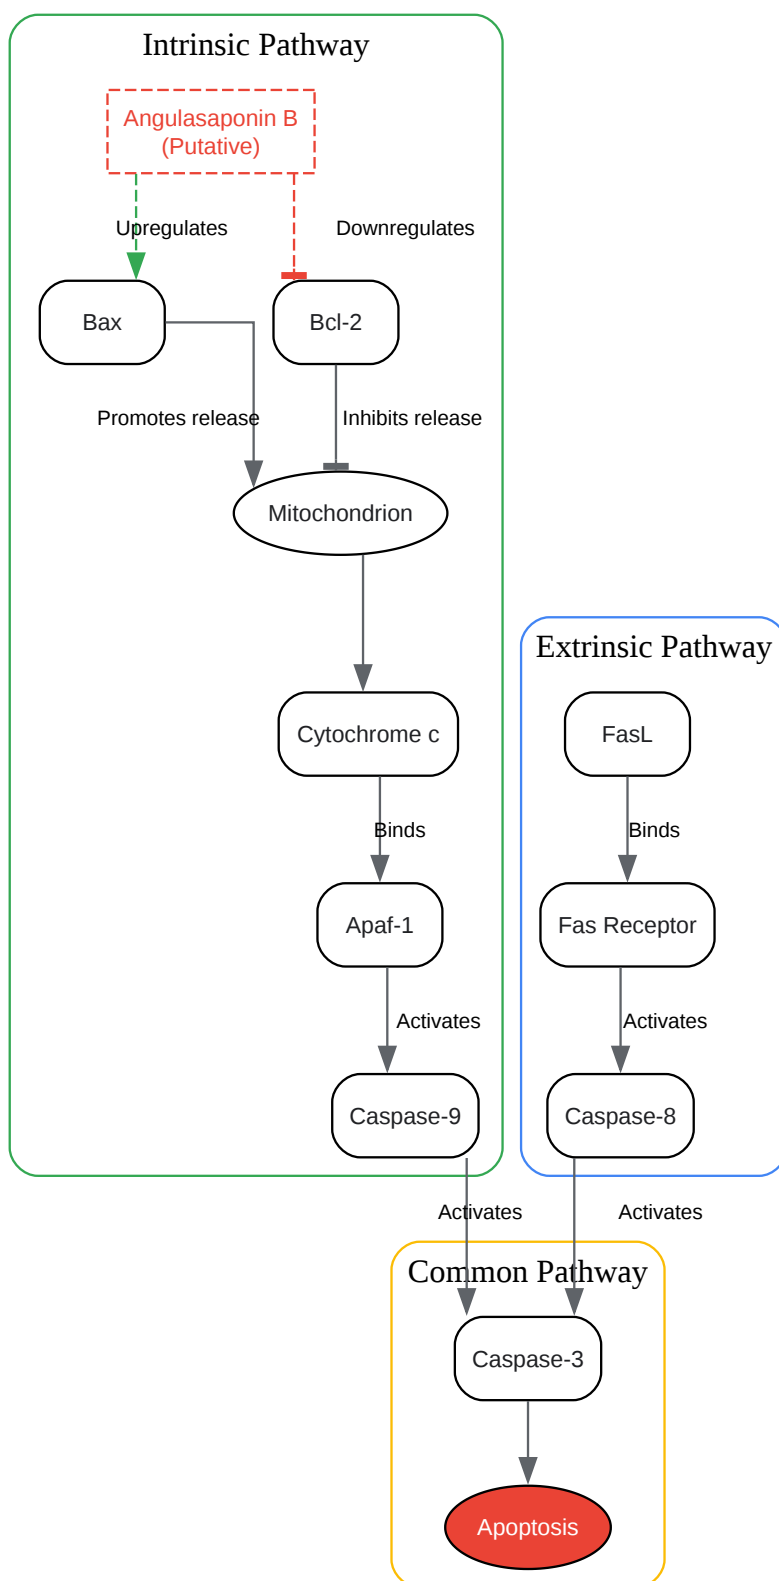 Intrinsic Pathway
Angulasaponin B
(Putative)
Upregulates
Downregulates
Bax
Bcl-2
Promotes release
Inhibits release
Mitochondrion
Extrinsic Pathway
Cytochrome c
FasL
Binds
Binds
Apaf-1
Fas Receptor
Activates
Activates
Caspase-9
Caspase-8
Activates
Activates
Common Pathway
Caspase-3
Apoptosis